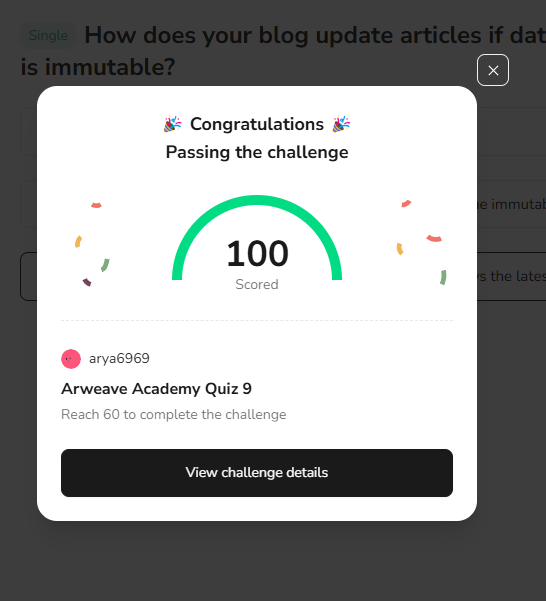 Single How does your blog update articles if dat
is immutable?
Congratulations
Passing the challenge
100
Scored
e immutab
s the lates
arya6969
Arweave Academy Quiz 9
Reach 60 to complete the challenge
View challenge details